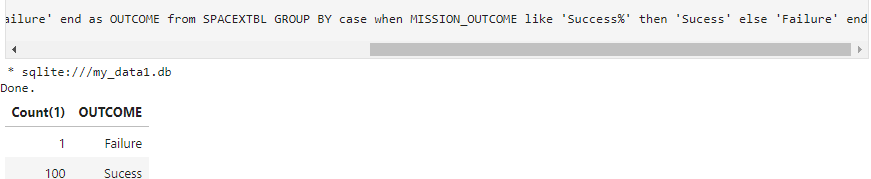 ailure' end as OUTCOME from SPACEXTBL GROUP BY case when MISSION_OUTCOME like 'Success%' then 'Sucess' else 'Failure' end
* sqlite:///my_data1.db
Done.
Count(1) OUTCOME
1 Failure
100 Sucess